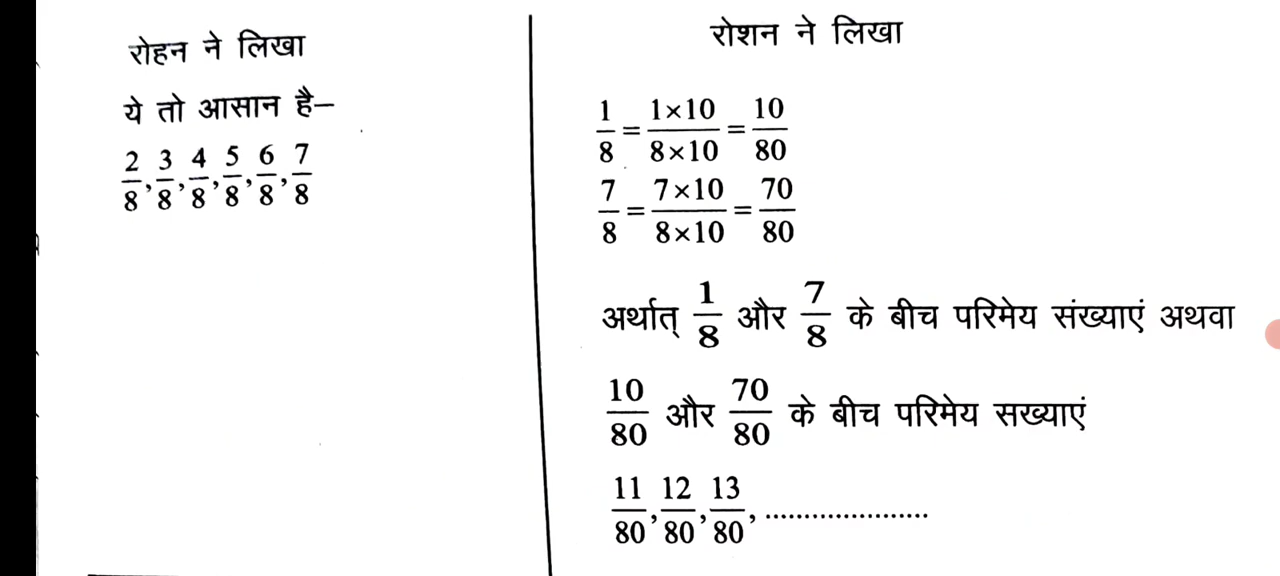 रोहन ने लिखा
ये तो आसान है–
2/8, 3/8, 4/8, 5/8, 6/8, 7/8
रोशन ने लिखा
1/8 = 1×10/8×10 = 10/80
7/8 = 7×10/8×10 = 70/80
अर्थात् 1/8 और 7/8 के बीच परिमेय संख्याएं अथवा
10/80 और 70/80 के बीच परिमेय सख्याएं
11/80, 12/80, 13/80, .....................